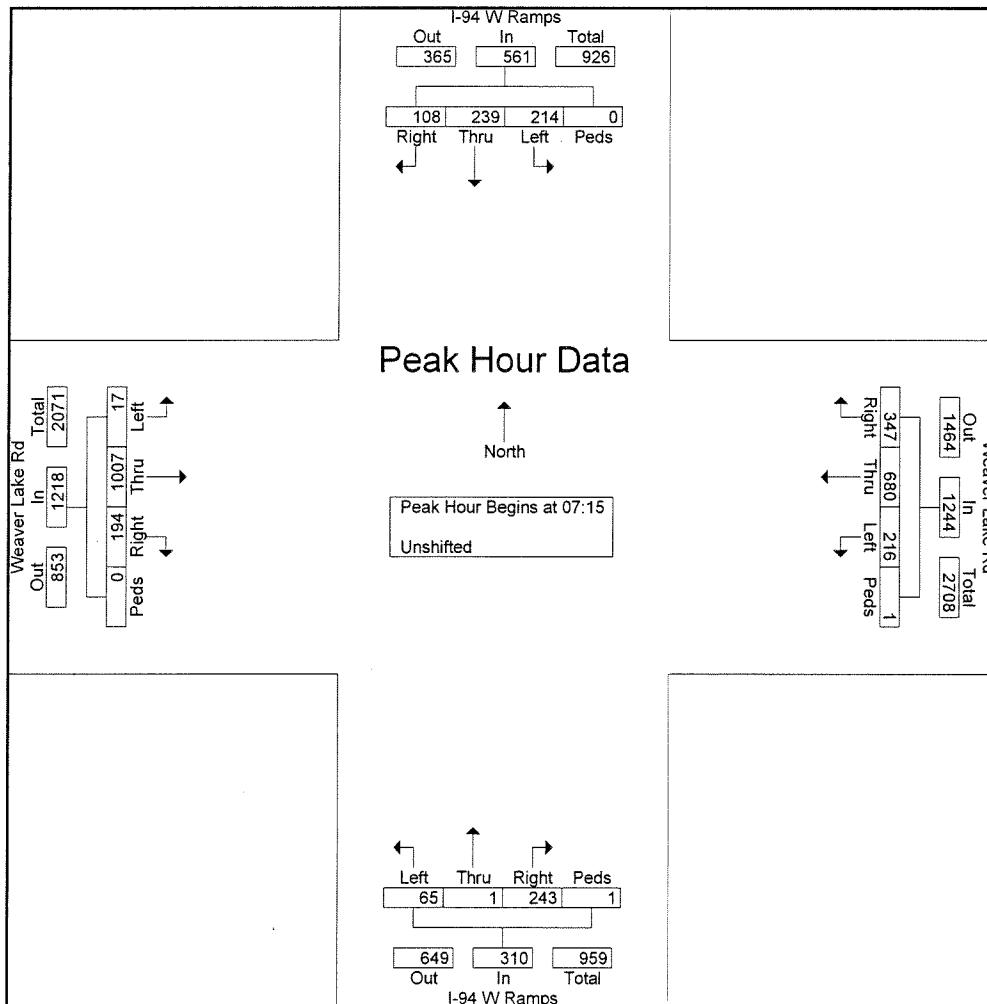 I-94 W Ramps
Out In Total
365 561 926
108 239 214 0
Right Thru Left Peds
Peak Hour Data
North
Peak Hour Begins at 07:15
Unshifted
Weaver Lake Rd
Out In Total
853 1218 2071
Left Thru Right Peds
17 1007 194 0
Weaver Lake Rd
Out In Total
1464 1244 2708
Right Thru Left Peds
347 680 216 1
Left Thru Right Peds
65 1 243 1
649 310 959
Out In Total
I-94 W Ramps